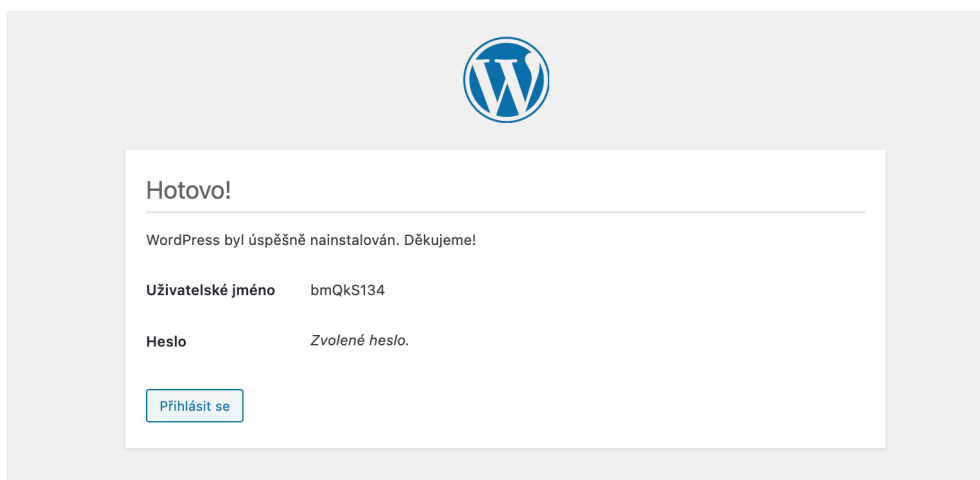 Hotovo!
WordPress byl úspěšně nainstalován. Děkujeme!
Uživatelské jméno bmQkS134
Heslo Zvolené heslo.
Přihlásit se